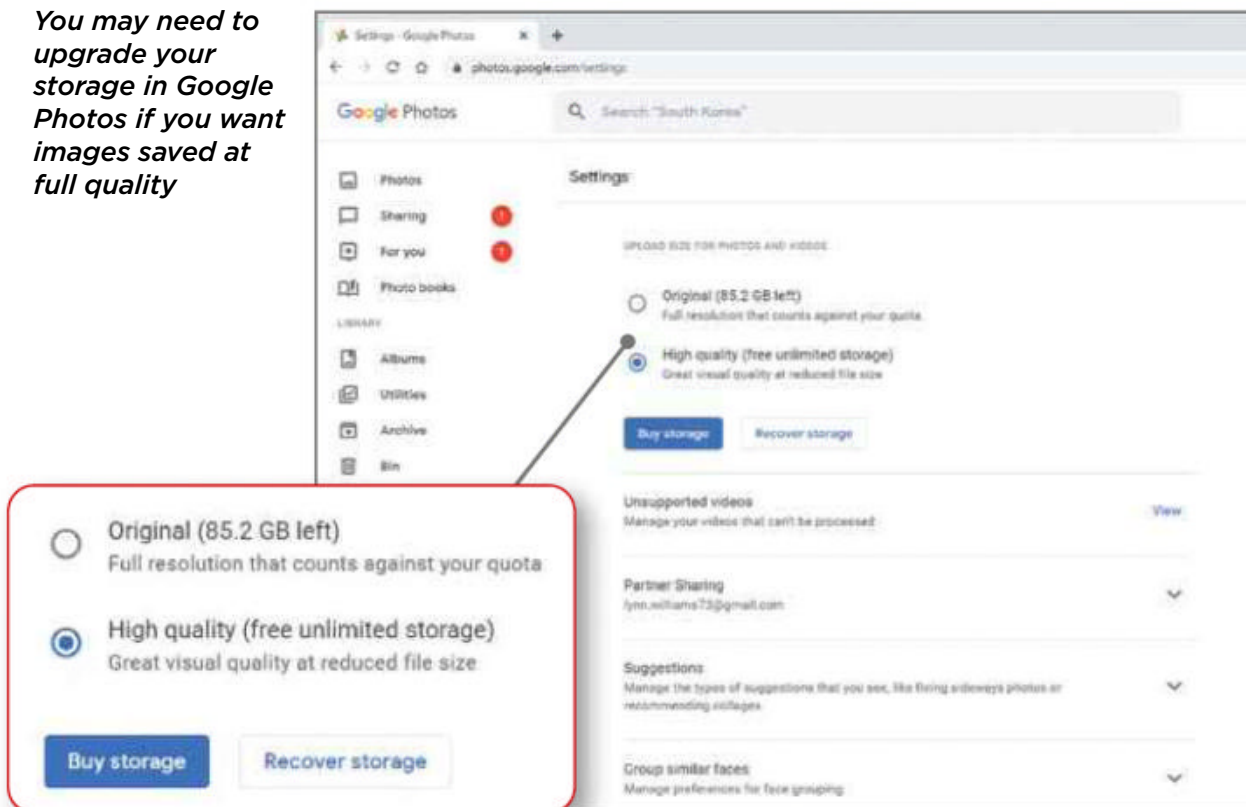 You may need to
upgrade your
storage in Google
Photos if you want
images saved at
full quality
Settings - Google Photos
photos.google.com/settings
Google Photos
Search "South Korea"
Photos
Sharing
For you
Photo books
LIBRARY
Albums
Utilities
Archive
Bin
Settings
UPLOAD SIZE FOR PHOTOS AND VIDEOS
Original (85.2 GB left)
Full resolution that counts against your quota
High quality (free unlimited storage)
Great visual quality at reduced file size
Buy storage Recover storage
Unsupported videos
Manage your videos that can't be processed
View
Partner Sharing
lynn.williams73@gmail.com
Suggestions
Manage the types of suggestions that you see, like fixing sideways photos or
recommending collages
Group similar faces
Manage preferences for face grouping
Original (85.2 GB left)
Full resolution that counts against your quota
High quality (free unlimited storage)
Great visual quality at reduced file size
Buy storage Recover storage